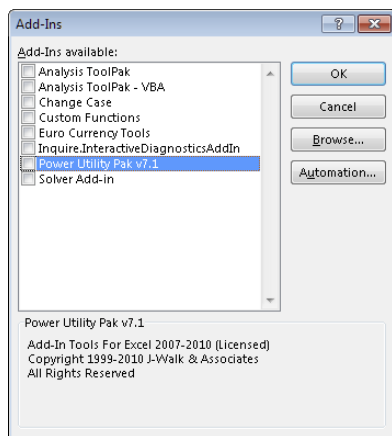 Add-Ins
Add-Ins available:
Analysis ToolPak
Analysis ToolPak - VBA
Change Case
Custom Functions
Euro Currency Tools
Inquire.InteractiveDiagnosticsAddIn
Power Utility Pak v7.1
Solver Add-in
OK
Cancel
Browse...
Automation...
Power Utility Pak v7.1
Add-In Tools For Excel 2007-2010 (Licensed)
Copyright 1999-2010 J-Walk & Associates
All Rights Reserved